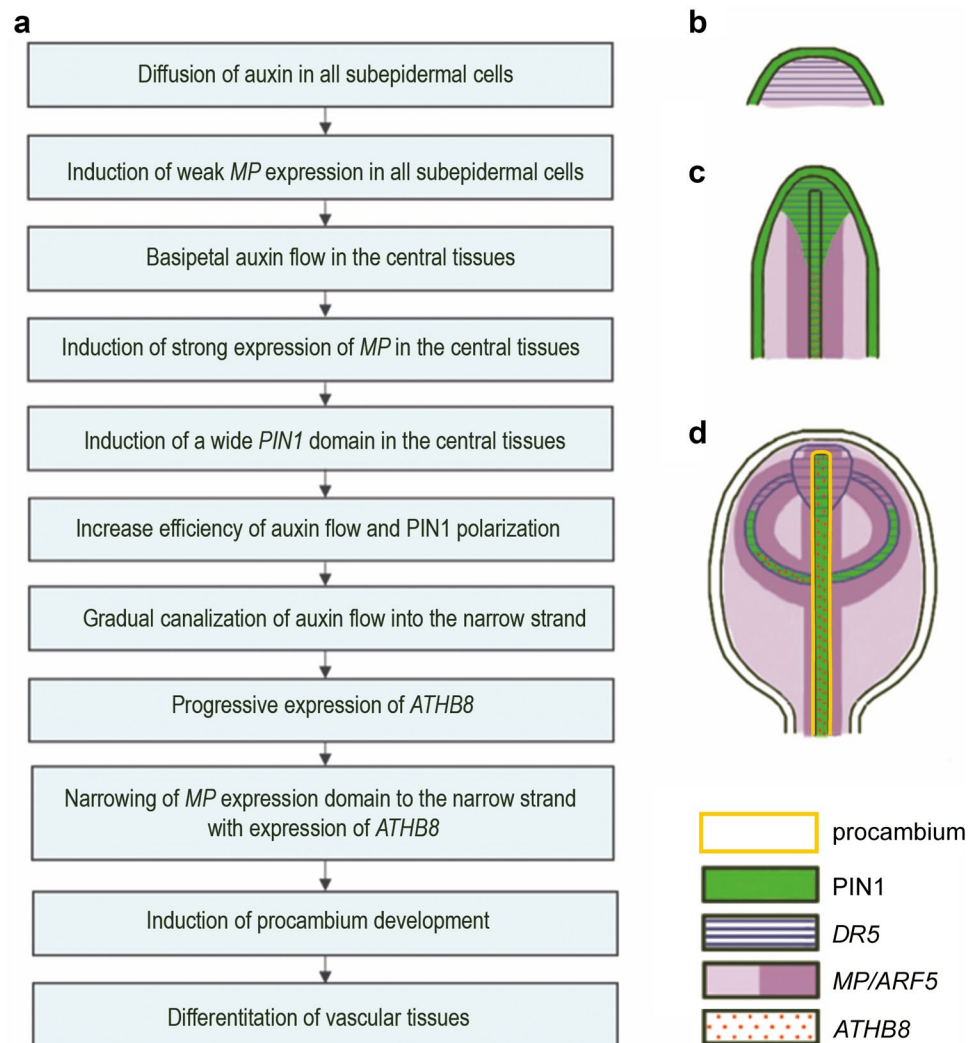 a
Diffusion of auxin in all subepidermal cells
Induction of weak MP expression in all subepidermal cells
Basipetal auxin flow in the central tissues
Induction of strong expression of MP in the central tissues
Induction of a wide PIN1 domain in the central tissues
Increase efficiency of auxin flow and PIN1 polarization
Gradual canalization of auxin flow into the narrow strand
Progressive expression of ATHB8
Narrowing of MP expression domain to the narrow strand
with expression of ATHB8
Induction of procambium development
Differentitation of vascular tissues
b
c
d
procambium
PIN1
DR5
MP/ARF5
ATHB8